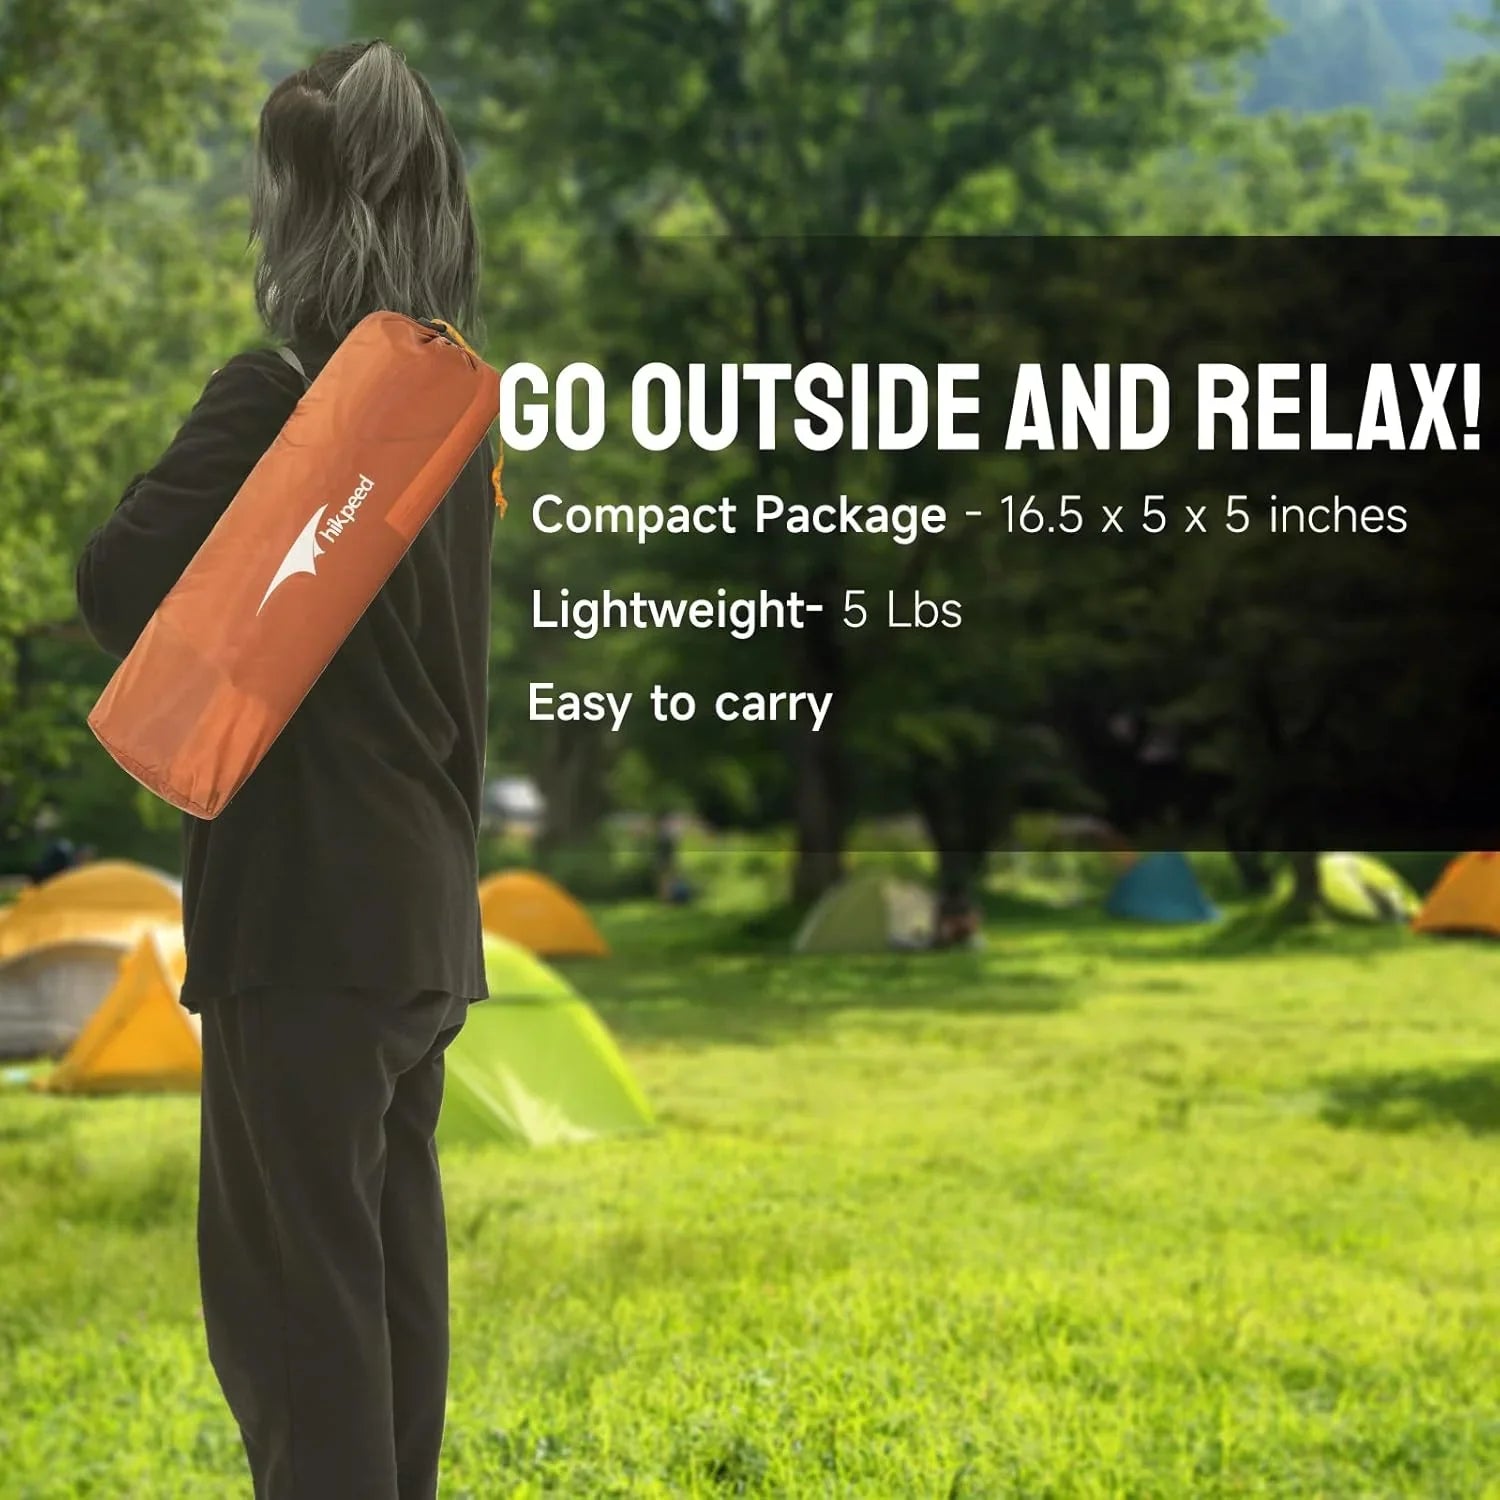 hikpeed
GO OUTSIDE AND RELAX!
Compact Package - 16.5 x 5 x 5 inches
Lightweight- 5 Lbs
Easy to carry